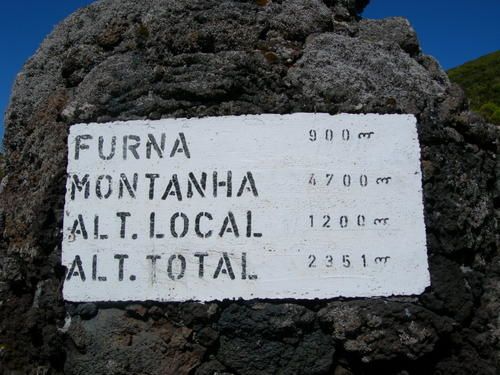 FURNA 900 m
MONTANHA 4700 m
ALT. LOCAL 1200 m
ALT. TOTAL 2351 m